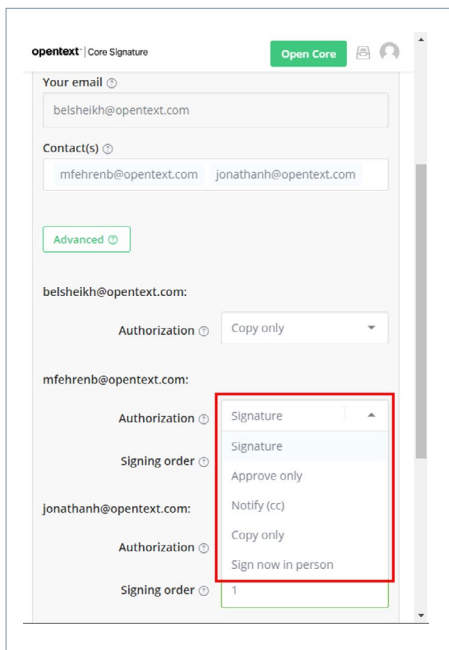 opentext™ | Core Signature
Open Core
Your email
belsheikh@opentext.com
Contact(s)
mfehrenb@opentext.com jonathanh@opentext.com
Advanced
belsheikh@opentext.com:
Authorization Copy only
mfehrenb@opentext.com:
Authorization Signature
Signature
Signing order
Approve only
Notify (cc)
jonathanh@opentext.com:
Copy only
Authorization
Sign now in person
Signing order 1